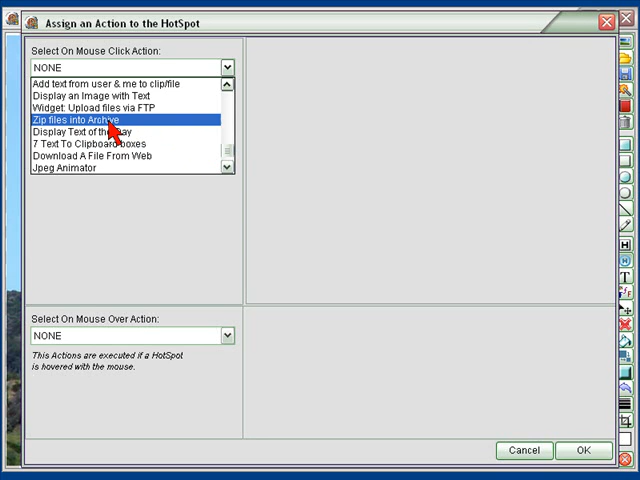 Assign an Action to the HotSpot
Select On Mouse Click Action:
NONE
Add text from user & me to clip/file
Display an Image with Text
Widget: Upload files via FTP
Zip files into Archive
Display Text of the Day
7 Text To Clipboard boxes
Download A File From Web
Jpeg Animator
Select On Mouse Over Action:
NONE
This Actions are executed if a HotSpot
is hovered with the mouse.
Cancel
OK
H
H
T